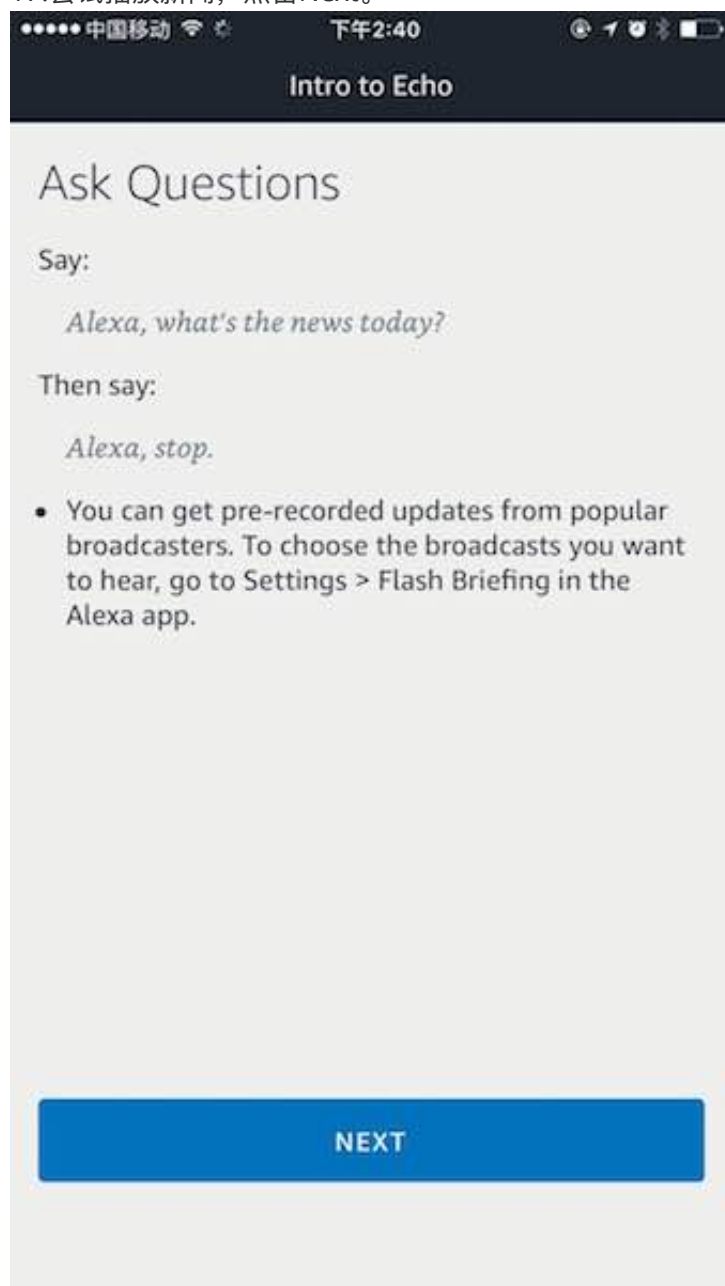 中国移动 下午2:40
Intro to Echo
Ask Questions
Say:
Alexa, what's the news today?
Then say:
Alexa, stop.
• You can get pre-recorded updates from popular
broadcasters. To choose the broadcasts you want
to hear, go to Settings > Flash Briefing in the
Alexa app.
NEXT